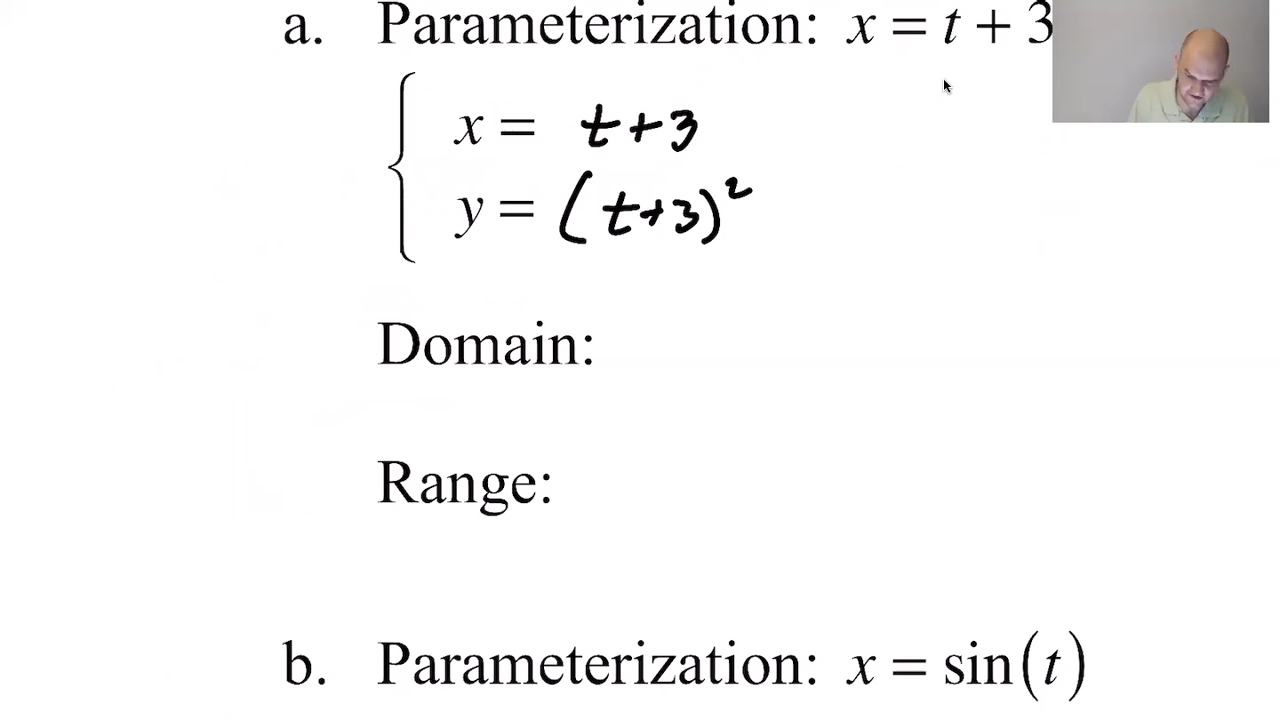 a. Parameterization: x = t + 3
x = t+3
y = (t+3)²
Domain:
Range:
b. Parameterization: x = sin(t)